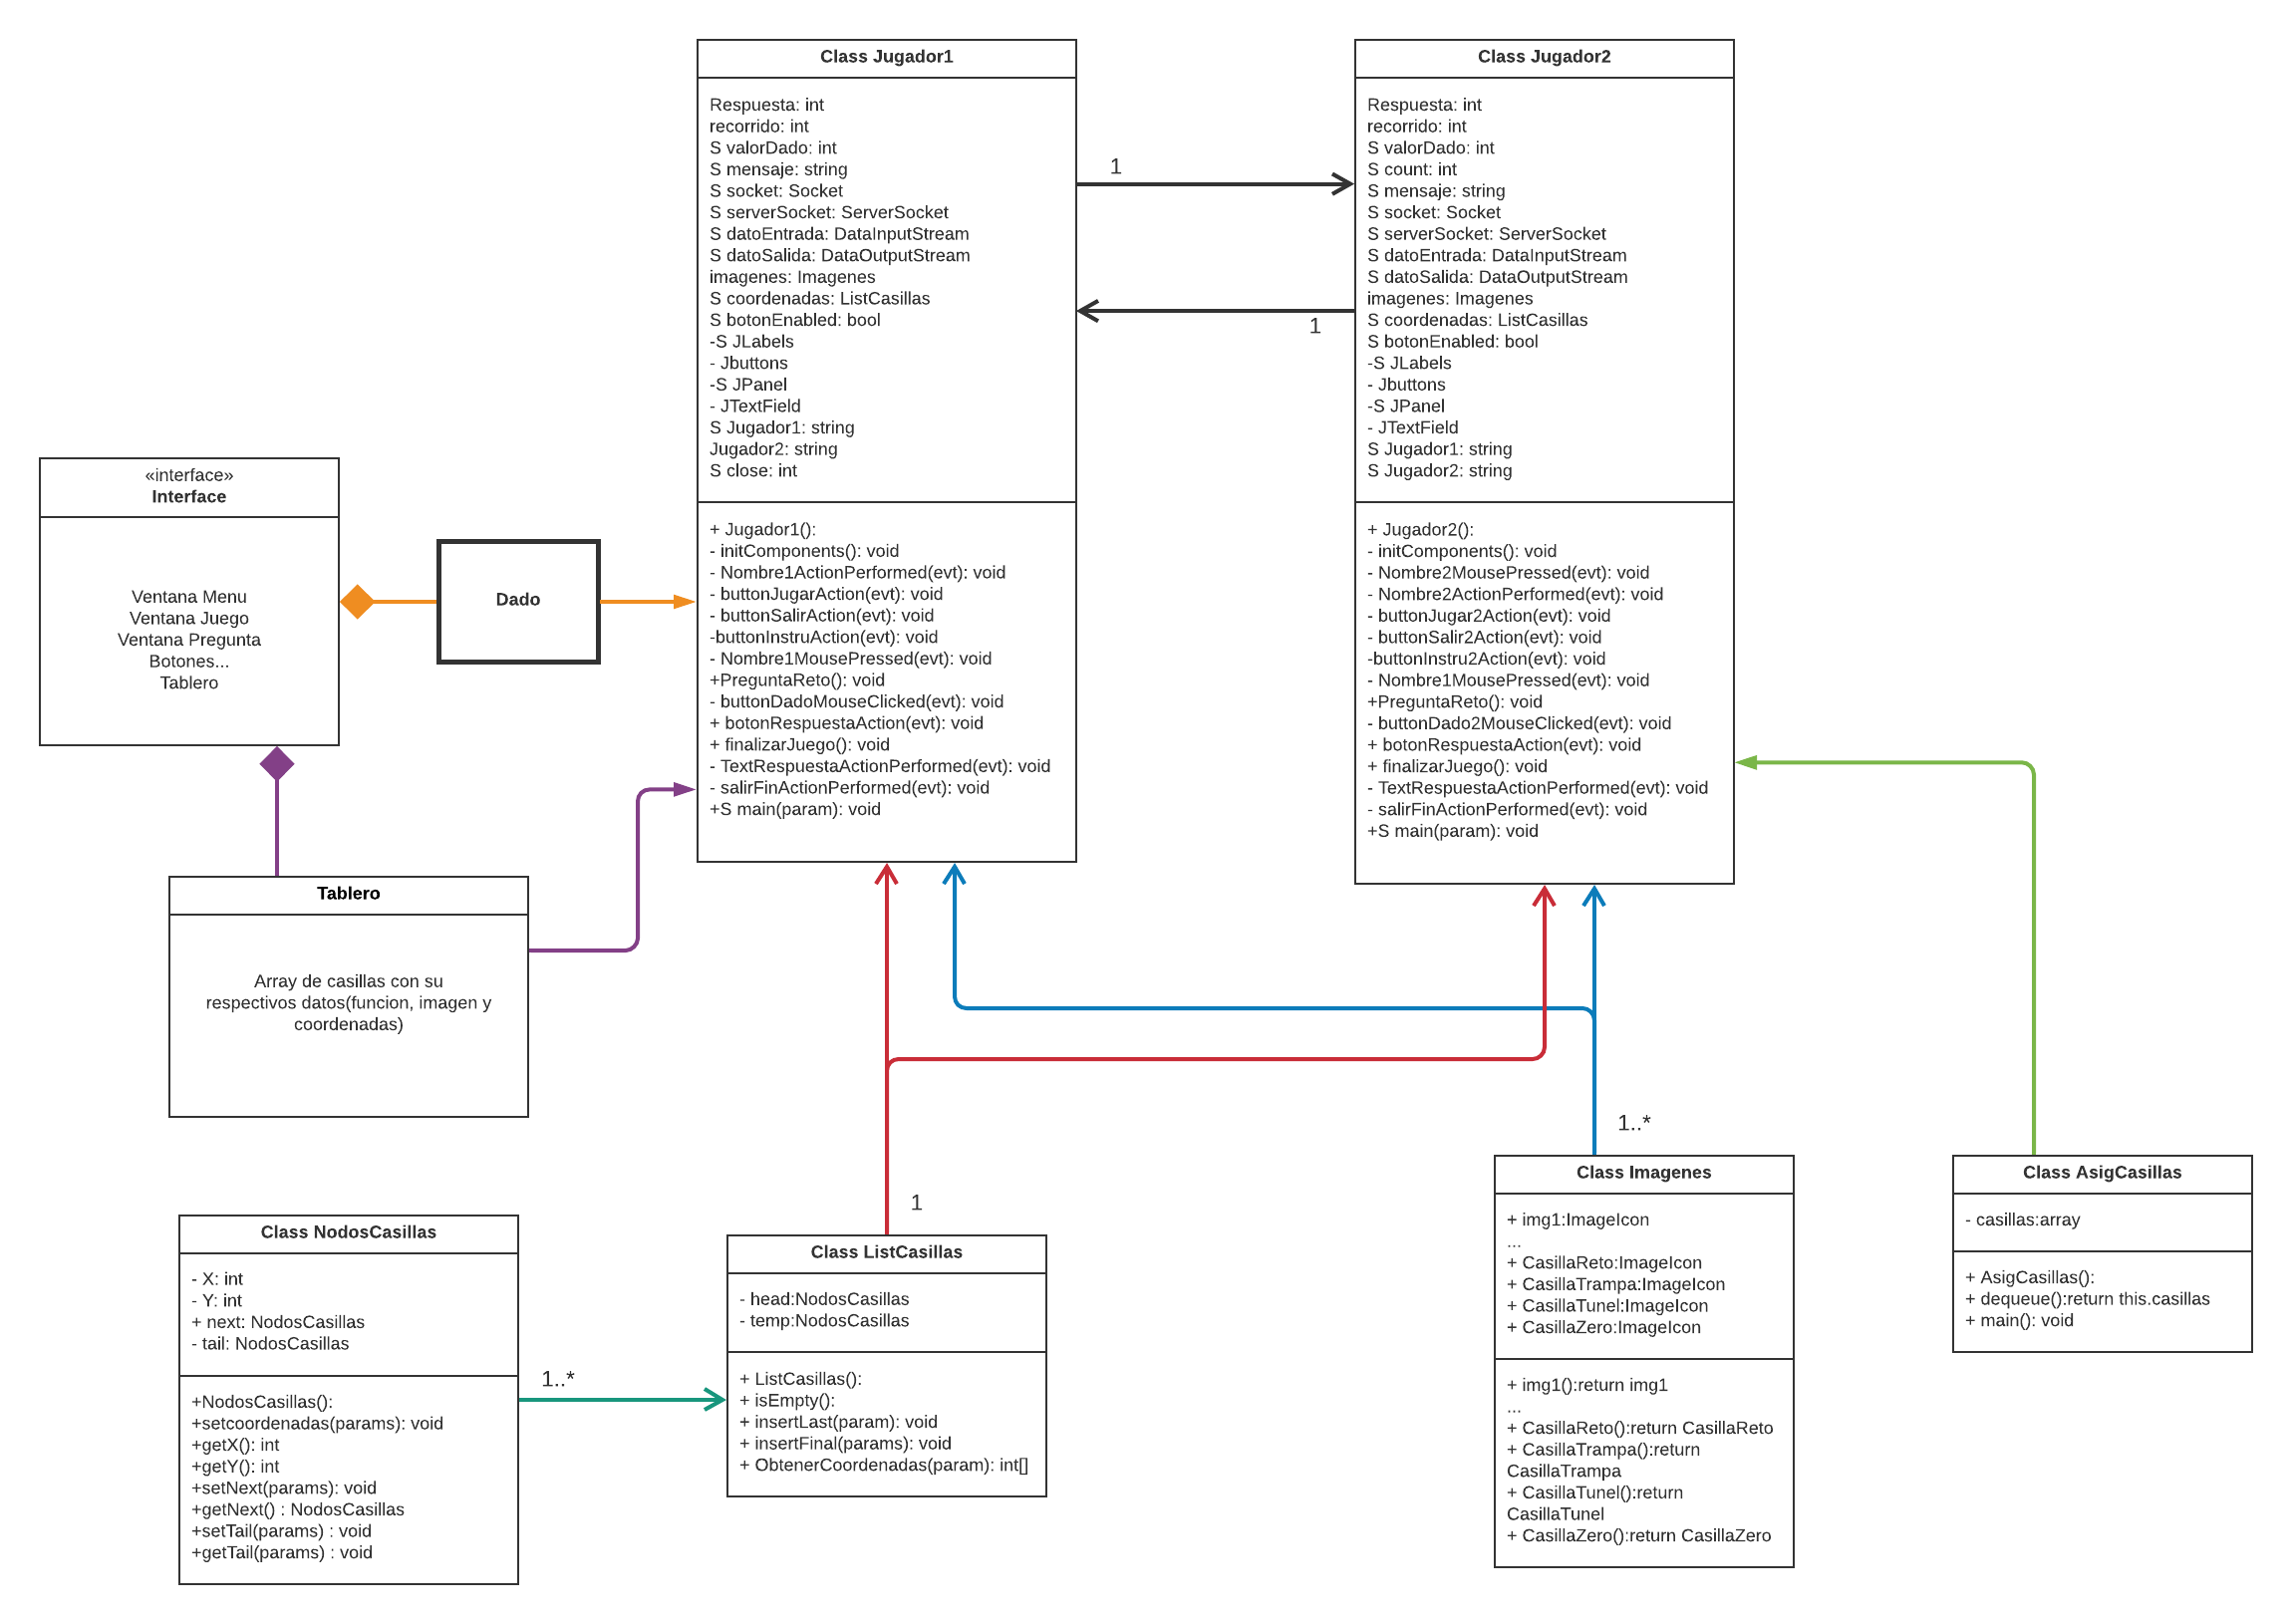 Class Jugador1
Respuesta: int
recorrido: int
S valorDado: int
S mensaje: string
S socket: Socket
S serverSocket: ServerSocket
S datoEntrada: DataInputStream
S datoSalida: DataOutputStream
imagenes: Imagenes
S coordenadas: ListCasillas
S botonEnabled: bool
-S JLabels
- Jbuttons
-S JPanel
- JTextField
S Jugador1: string
Jugador2: string
S close: int
+ Jugador1():
- initComponents(): void
- Nombre1ActionPerformed(evt): void
- buttonJugarAction(evt): void
- buttonSalirAction(evt): void
-buttonInstruAction(evt): void
- Nombre1MousePressed(evt): void
+PreguntaReto(): void
- buttonDadoMouseClicked(evt): void
+ botonRespuestaAction(evt): void
+ finalizarJuego(): void
- TextRespuestaActionPerformed(evt): void
- salirFinActionPerformed(evt): void
+S main(param): void
1
1
Class Jugador2
Respuesta: int
recorrido: int
S valorDado: int
S count: int
S mensaje: string
S socket: Socket
S serverSocket: ServerSocket
S datoEntrada: DataInputStream
S datoSalida: DataOutputStream
imagenes: Imagenes
S coordenadas: ListCasillas
S botonEnabled: bool
-S JLabels
- Jbuttons
-S JPanel
- JTextField
S Jugador1: string
S Jugador2: string
+ Jugador2():
- initComponents(): void
- Nombre2MousePressed(evt): void
- Nombre2ActionPerformed(evt): void
- buttonJugar2Action(evt): void
- buttonSalir2Action(evt): void
-buttonInstru2Action(evt): void
- Nombre1MousePressed(evt): void
+PreguntaReto(): void
- buttonDado2MouseClicked(evt): void
+ botonRespuestaAction(evt): void
+ finalizarJuego(): void
- TextRespuestaActionPerformed(evt): void
- salirFinActionPerformed(evt): void
+S main(param): void
«interface»
Interface
Ventana Menu
Ventana Juego
Ventana Pregunta
Botones...
Tablero
Dado
Tablero
Array de casillas con su
respectivos datos(funcion, imagen y
coordenadas)
Class NodosCasillas
- X: int
- Y: int
+ next: NodosCasillas
- tail: NodosCasillas
+NodosCasillas():
+setcoordenadas(params): void
+getX(): int
+getY(): int
+setNext(params): void
+getNext() : NodosCasillas
+setTail(params) : void
+getTail(params) : void
1..*
1
Class ListCasillas
- head:NodosCasillas
- temp:NodosCasillas
+ ListCasillas():
+ isEmpty():
+ insertLast(param): void
+ insertFinal(params): void
+ ObtenerCoordenadas(param): int[]
1..*
Class Imagenes
+ img1:ImageIcon
...
+ CasillaReto:ImageIcon
+ CasillaTrampa:ImageIcon
+ CasillaTunel:ImageIcon
+ CasillaZero:ImageIcon
+ img1():return img1
...
+ CasillaReto():return CasillaReto
+ CasillaTrampa():return
CasillaTrampa
+ CasillaTunel():return
CasillaTunel
+ CasillaZero():return CasillaZero
Class AsigCasillas
- casillas:array
+ AsigCasillas():
+ dequeue():return this.casillas
+ main(): void